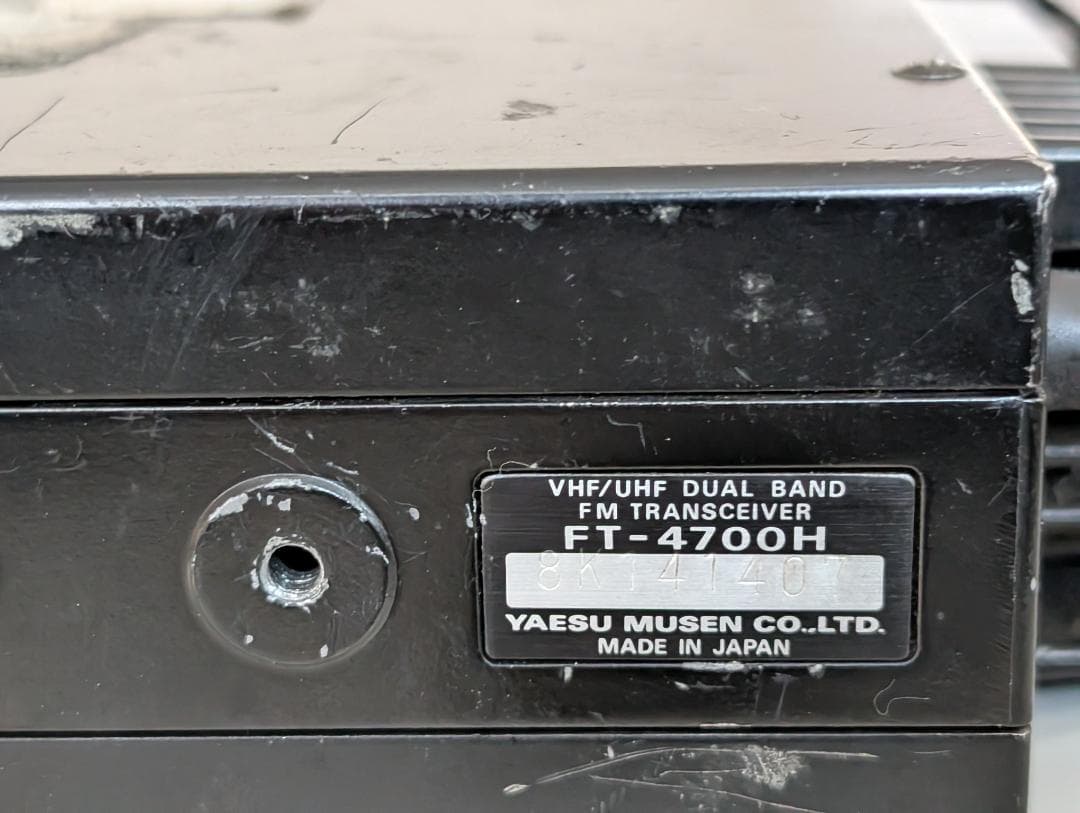 VHF/UHF DUAL BAND
FM TRANSCEIVER
FT-4700H
8K141407
YAESU MUSEN CO.,LTD.
MADE IN JAPAN